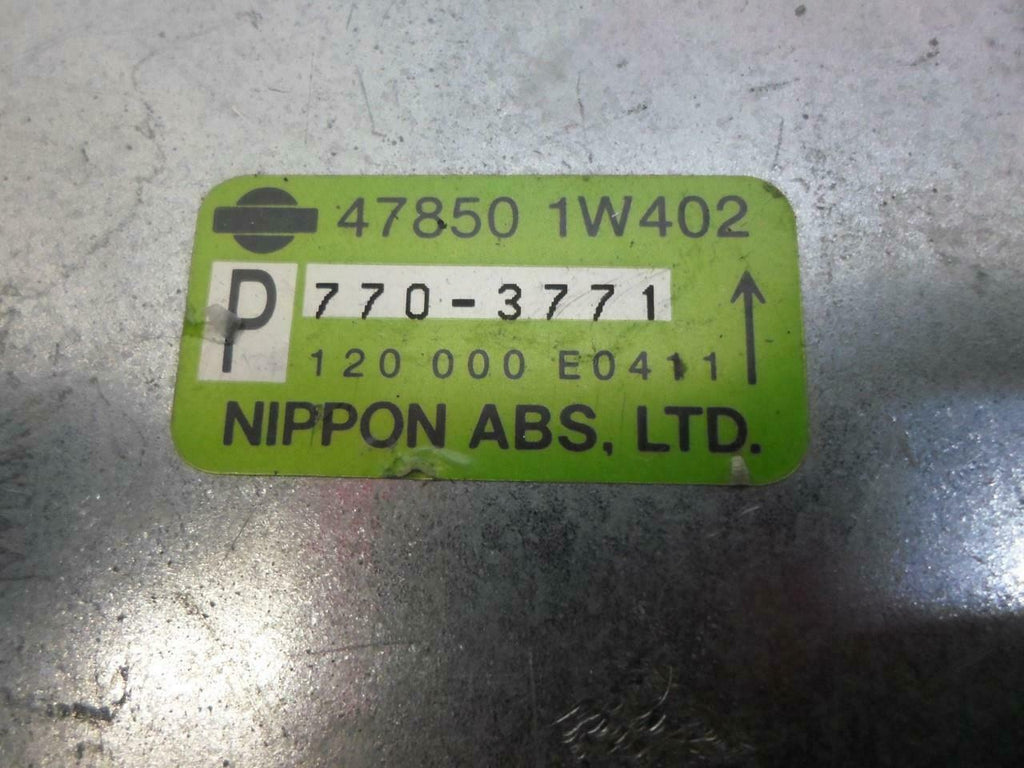 47850 1W402
P 770-3771
120 000 E0411
NIPPON ABS, LTD.